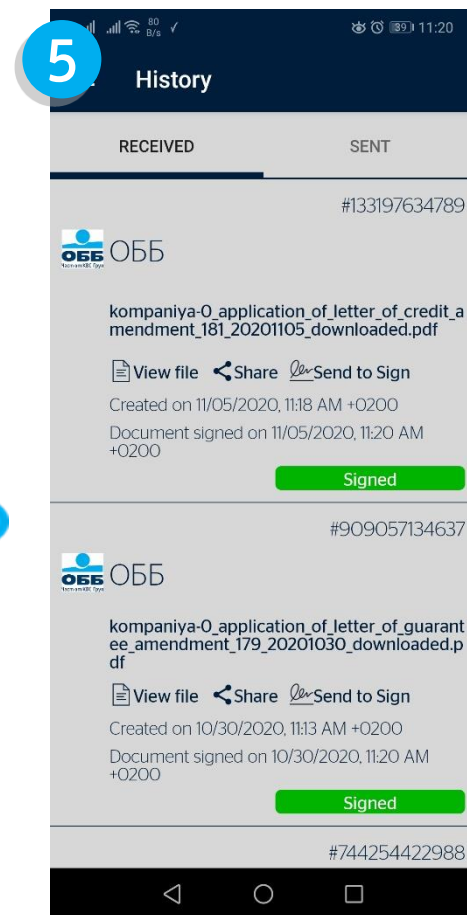 80
B/s
39 11:20
5
History
RECEIVED
SENT
#133197634789
ОББ
ОББ
kompaniya-0_application_of_letter_of_credit_a
mendment_181_20201105_downloaded.pdf
View file
Share
Send to Sign
Created on 11/05/2020, 11:18 AM +0200
Document signed on 11/05/2020, 11:20 AM
+0200
Signed
#909057134637
ОББ
ОББ
kompaniya-0_application_of_letter_of_guarant
ee_amendment_179_20201030_downloaded.p
df
View file
Share
Send to Sign
Created on 10/30/2020, 11:13 AM +0200
Document signed on 10/30/2020, 11:20 AM
+0200
Signed
#744254422988